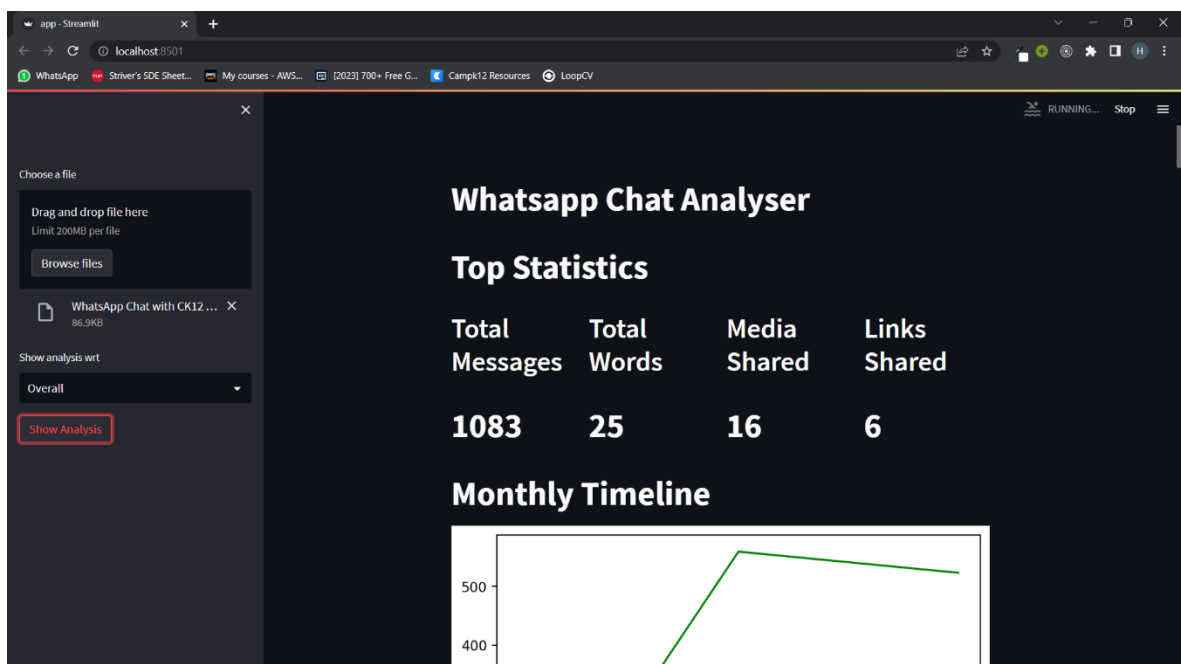 app - Streamlit
localhost:8501
WhatsApp
Striver's SDE Sheet...
My courses - AWS...
[2023] 700+ Free G...
Campk12 Resources
LoopCV
RUNNING...
Stop
Choose a file
Drag and drop file here
Limit 200MB per file
Browse files
WhatsApp Chat with CK12 ...
86.9KB
Show analysis wrt
Overall
Show Analysis
Whatsapp Chat Analyser
Top Statistics
Total Messages
Total Words
Media Shared
Links Shared
1083
25
16
6
Monthly Timeline
500
400